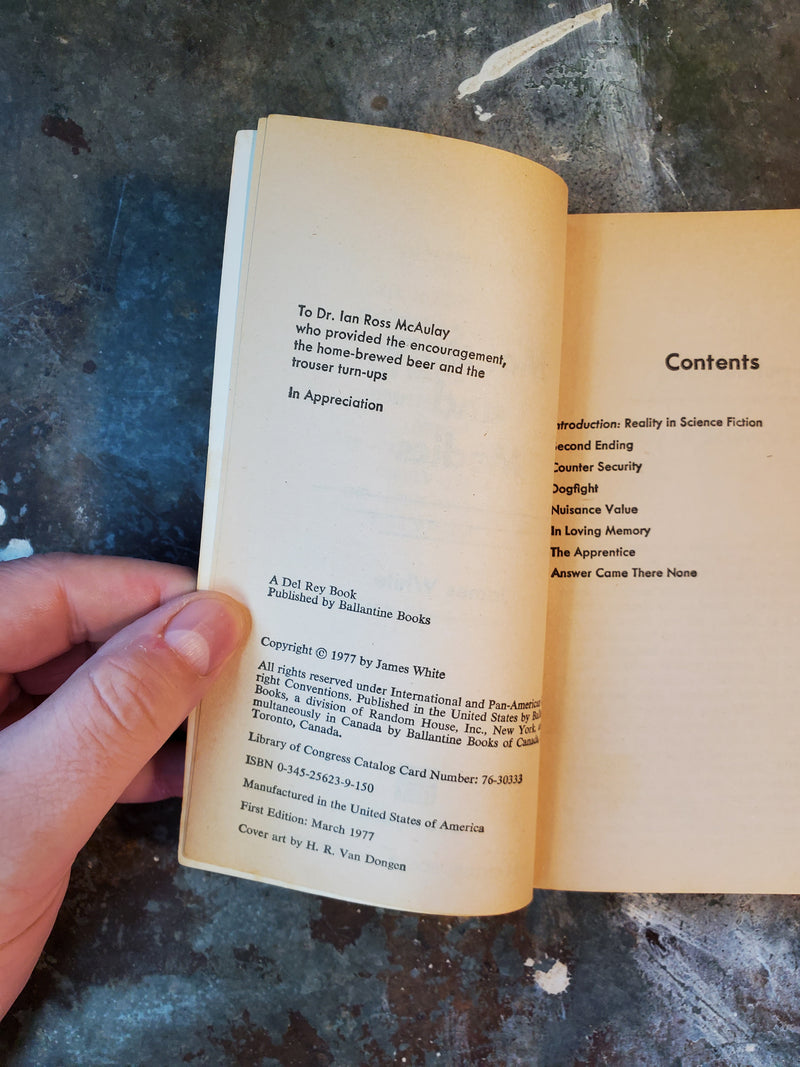 To Dr. Ian Ross McAulay
who provided the encouragement,
the home-brewed beer and the
trouser turn-ups
In Appreciation
A Del Rey Book
Published by Ballantine Books
Copyright © 1977 by James White
All rights reserved under International and Pan-American
right Conventions. Published in the United States by
Books, a division of Random House, Inc., New York,
multaneously in Canada by Ballantine Books of Canada,
Toronto, Canada.
Library of Congress Catalog Card Number: 76-30333
ISBN 0-345-25623-9-150
Manufactured in the United States of America
First Edition: March 1977
Cover art by H. R. Van Dongen
Contents
Introduction: Reality in Science Fiction
Second Ending
Counter Security
Dogfight
Nuisance Value
In Loving Memory
The Apprentice
Answer Came There None